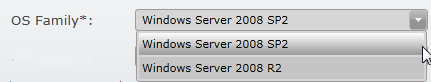 OS Family*: Windows Server 2008 SP2
Windows Server 2008 SP2
Windows Server 2008 R2